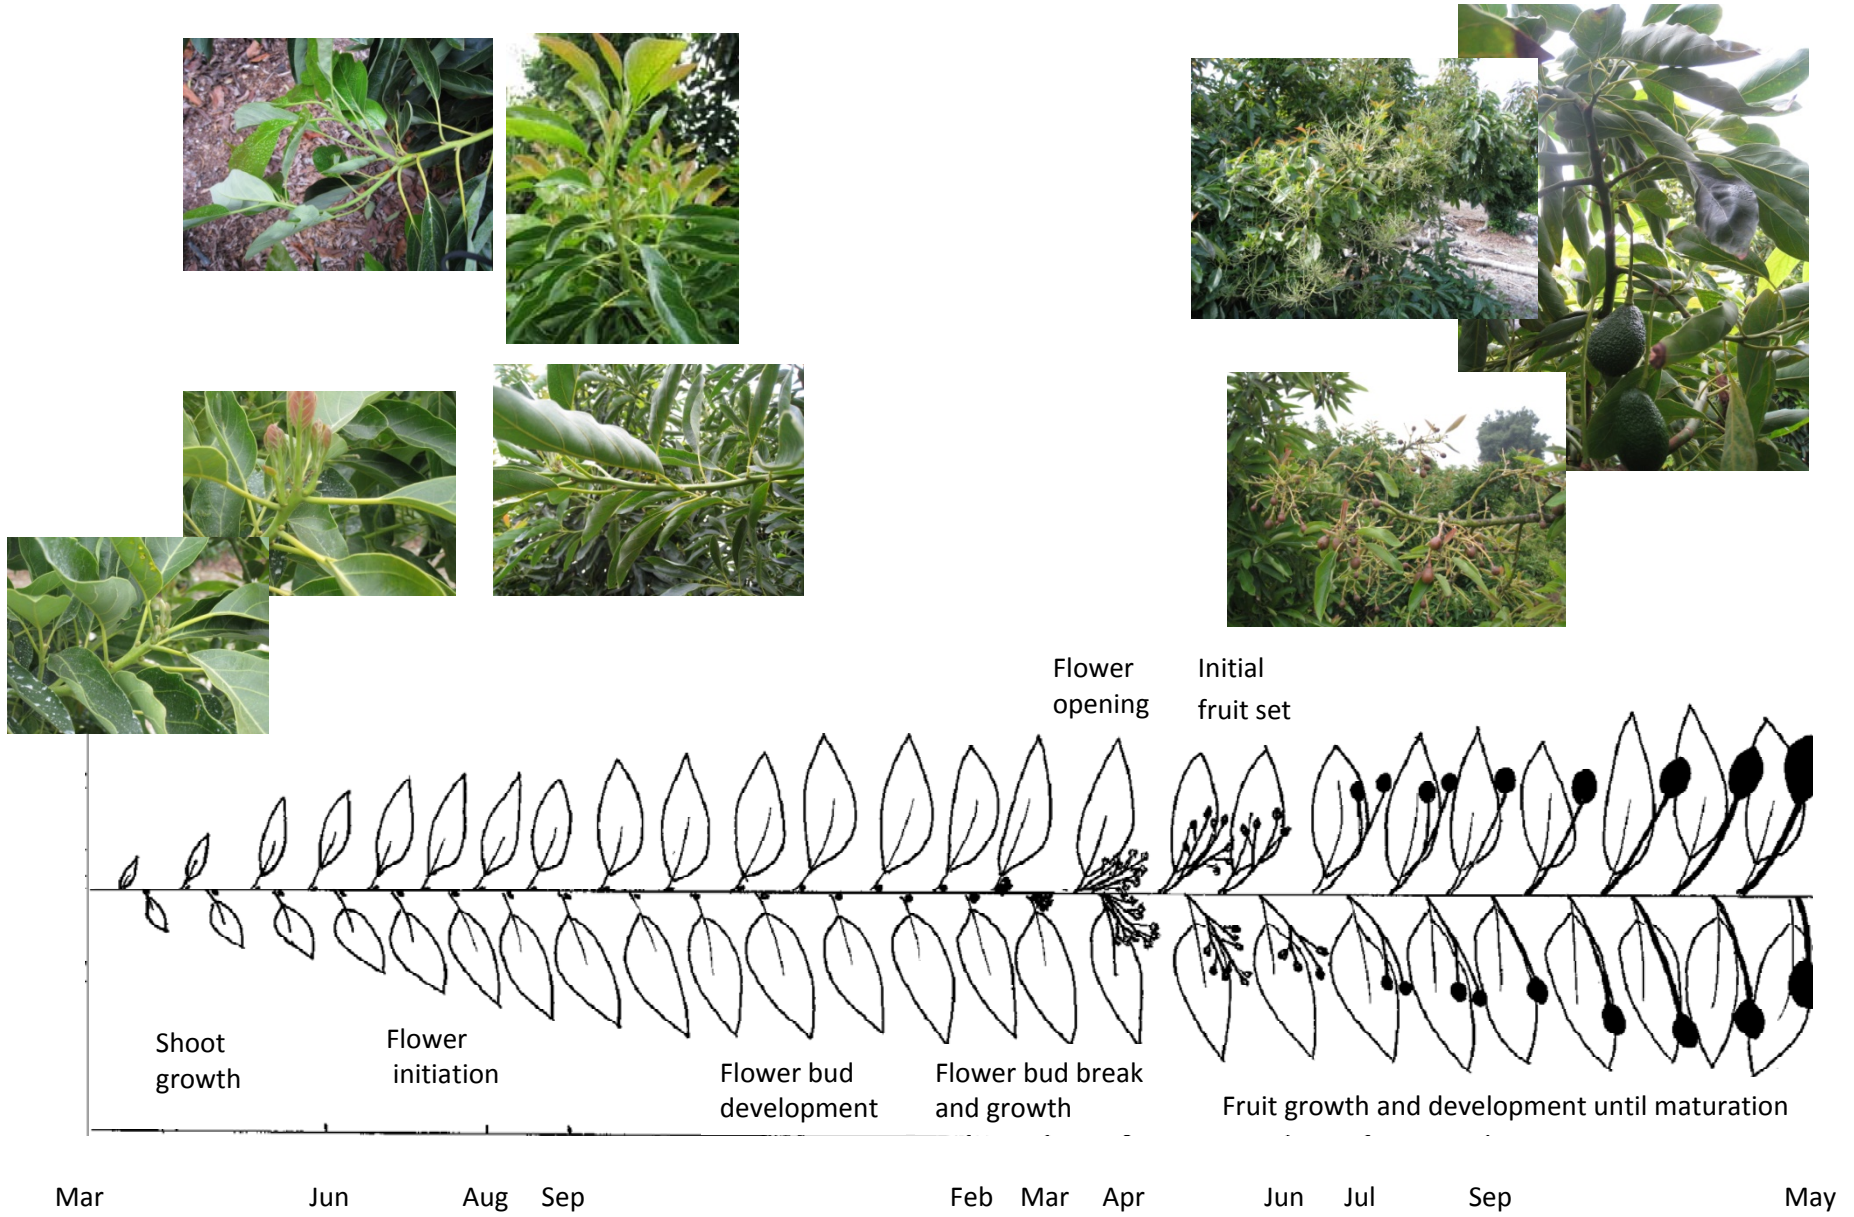 Flower
opening
Initial
fruit set
Shoot
growth
Flower
initiation
Flower bud
development
Flower bud break
and growth
Fruit growth and development until maturation
Mar
Jun
Aug
Sep
Feb
Mar
Apr
Jun
Jul
Sep
May